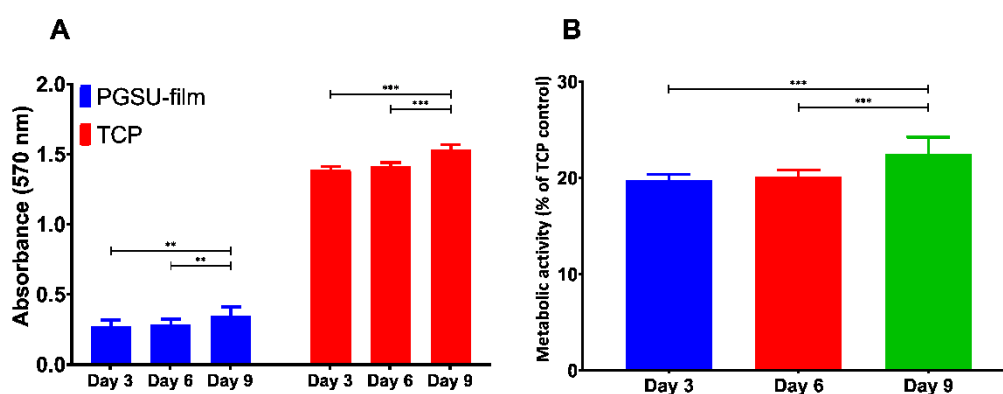 A
Absorbance (570 nm)
2.0
1.5
1.0
0.5
0.0
PGSU-film
TCP
**
**
***
***
Day 3 Day 6 Day 9 Day 3 Day 6 Day 9
B
Metabolic activity (% of TCP control)
30
20
10
0
***
***
Day 3 Day 6 Day 9